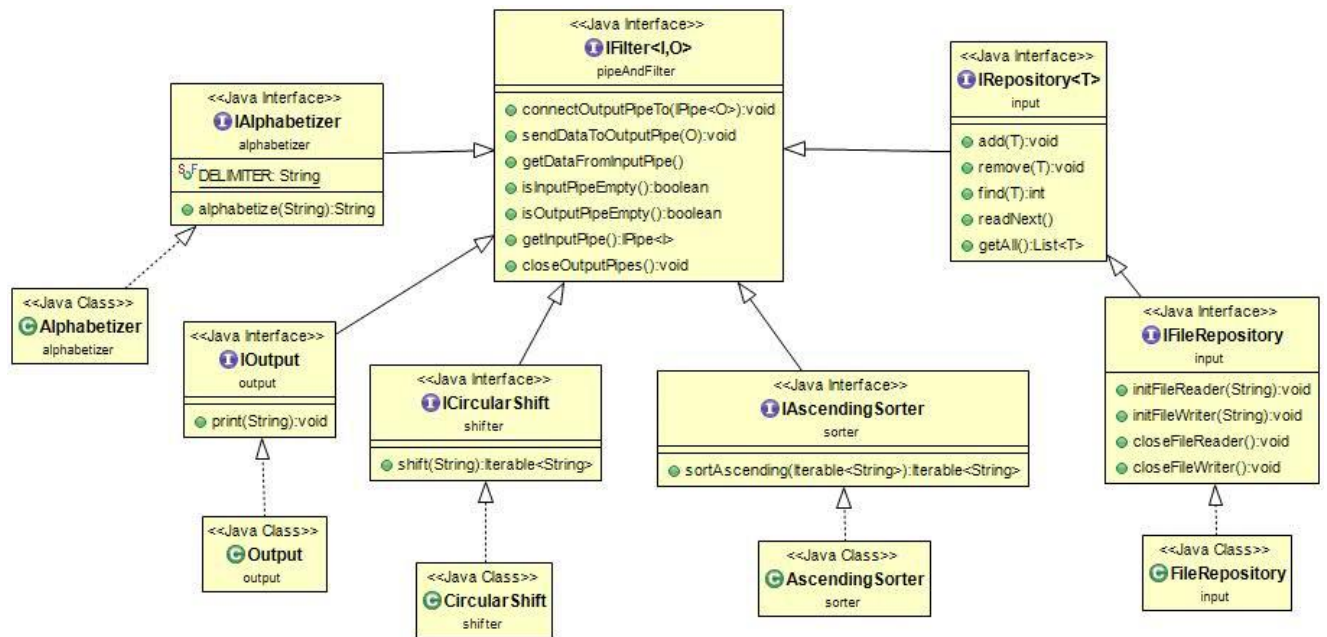 <<Java Interface>>
IFilter<I,O>
pipeAndFilter
connectOutputPipeTo(IPipe<O>):void
sendDataToOutputPipe(O):void
getDataFromInputPipe()
isInputPipeEmpty():boolean
isOutputPipeEmpty():boolean
getInputPipe():IPipe<I>
closeOutputPipes():void
<<Java Interface>>
IRepository<T>
input
add(T):void
remove(T):void
find(T):int
readNext()
getAll():List<T>
<<Java Interface>>
IAlphabetizer
alphabetizer
DELIMITER: String
alphabetize(String):String
<<Java Class>>
Alphabetizer
alphabetizer
<<Java Interface>>
IOutput
output
print(String):void
<<Java Interface>>
ICircularShift
shifter
shift(String):Iterable<String>
<<Java Interface>>
IAscendingSorter
sorter
sortAscending(Iterable<String>):Iterable<String>
<<Java Interface>>
IFileRepository
input
initFileReader(String):void
initFileWriter(String):void
closeFileReader():void
closeFileWriter():void
<<Java Class>>
Output
output
<<Java Class>>
CircularShift
shifter
<<Java Class>>
AscendingSorter
sorter
<<Java Class>>
FileRepository
input